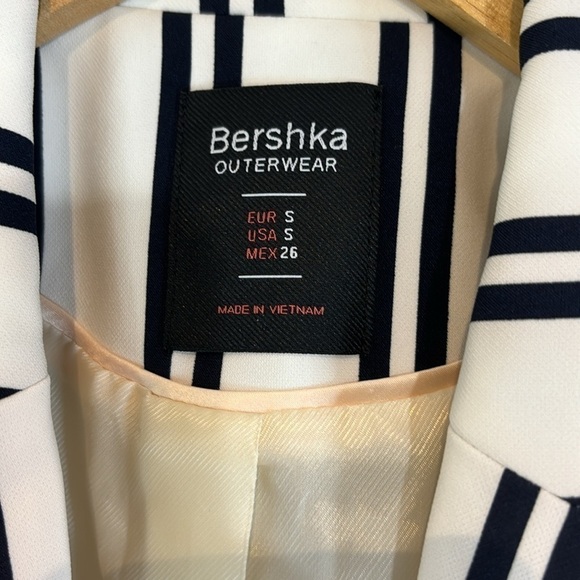 Bershka
OUTERWEAR
EUR S
USA S
MEX 26
MADE IN VIETNAM